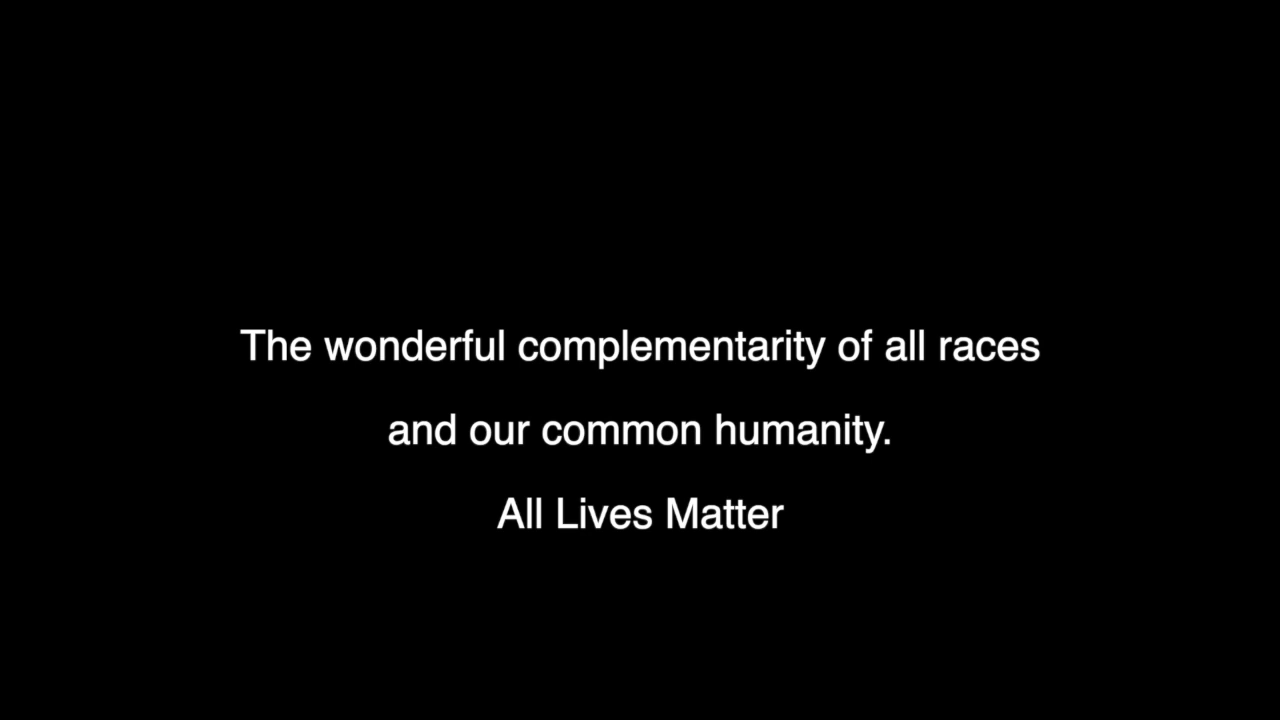 The wonderful complementarity of all races
and our common humanity.
All Lives Matter